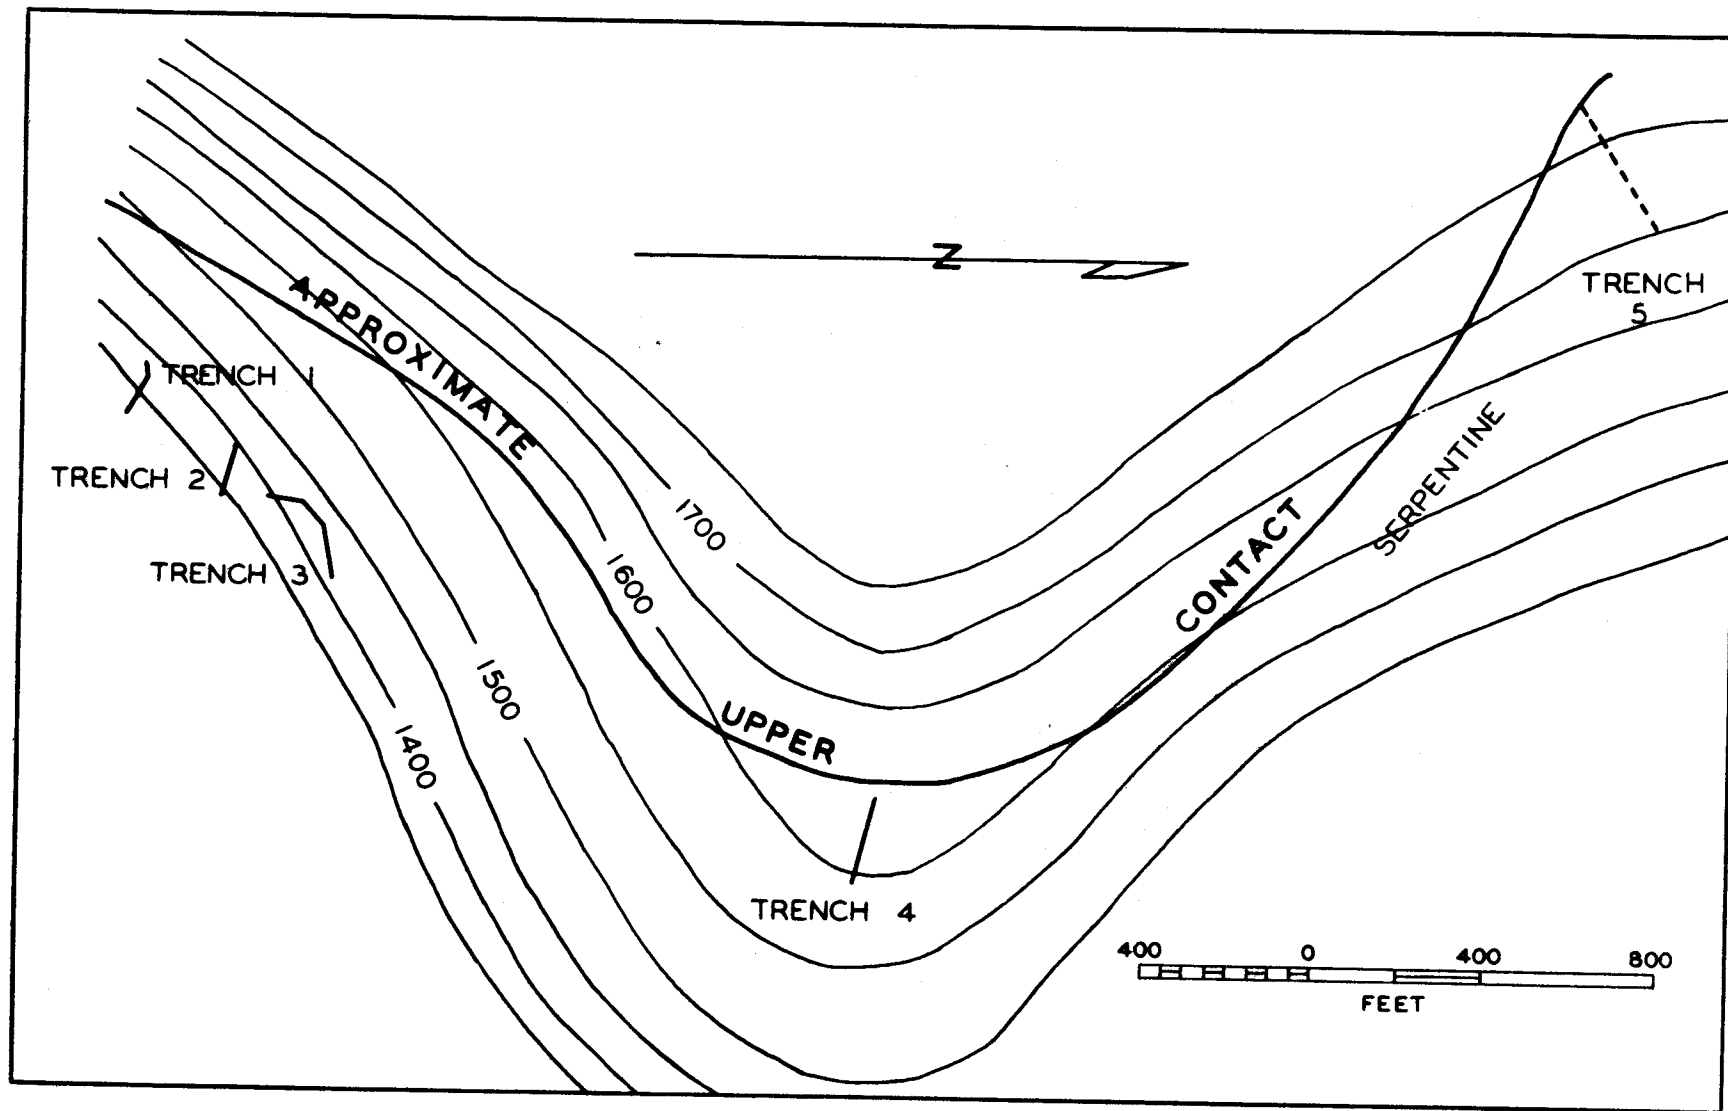 APPROXIMATE
N
TRENCH
5
TRENCH 1
TRENCH 2
TRENCH 3
1700
1600
1500
1400
SERPENTINE
CONTACT
UPPER
TRENCH 4
400 0 400 800
FEET